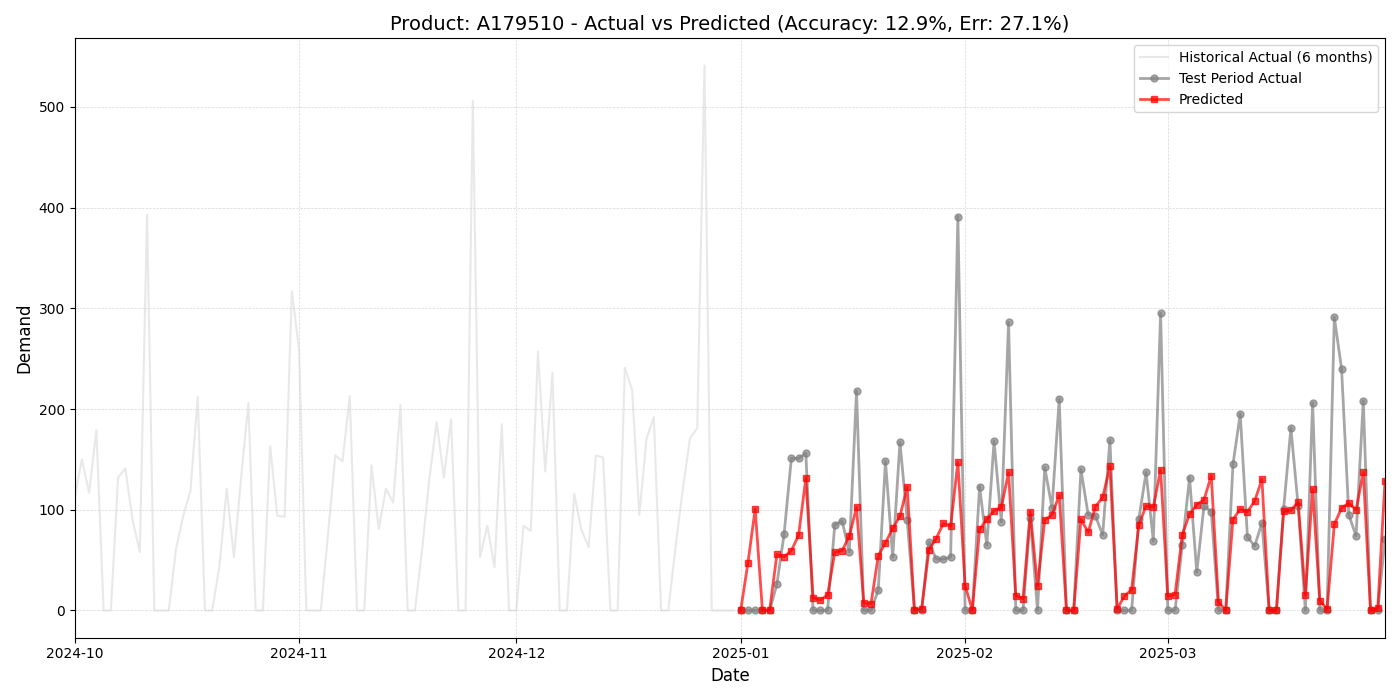 Product: A179510 - Actual vs Predicted (Accuracy: 12.9%, Err: 27.1%)
Historical Actual (6 months)
Test Period Actual
Predicted
Demand
500
400
300
200
100
0
2024-10
2024-11
2024-12
2025-01
2025-02
2025-03
Date